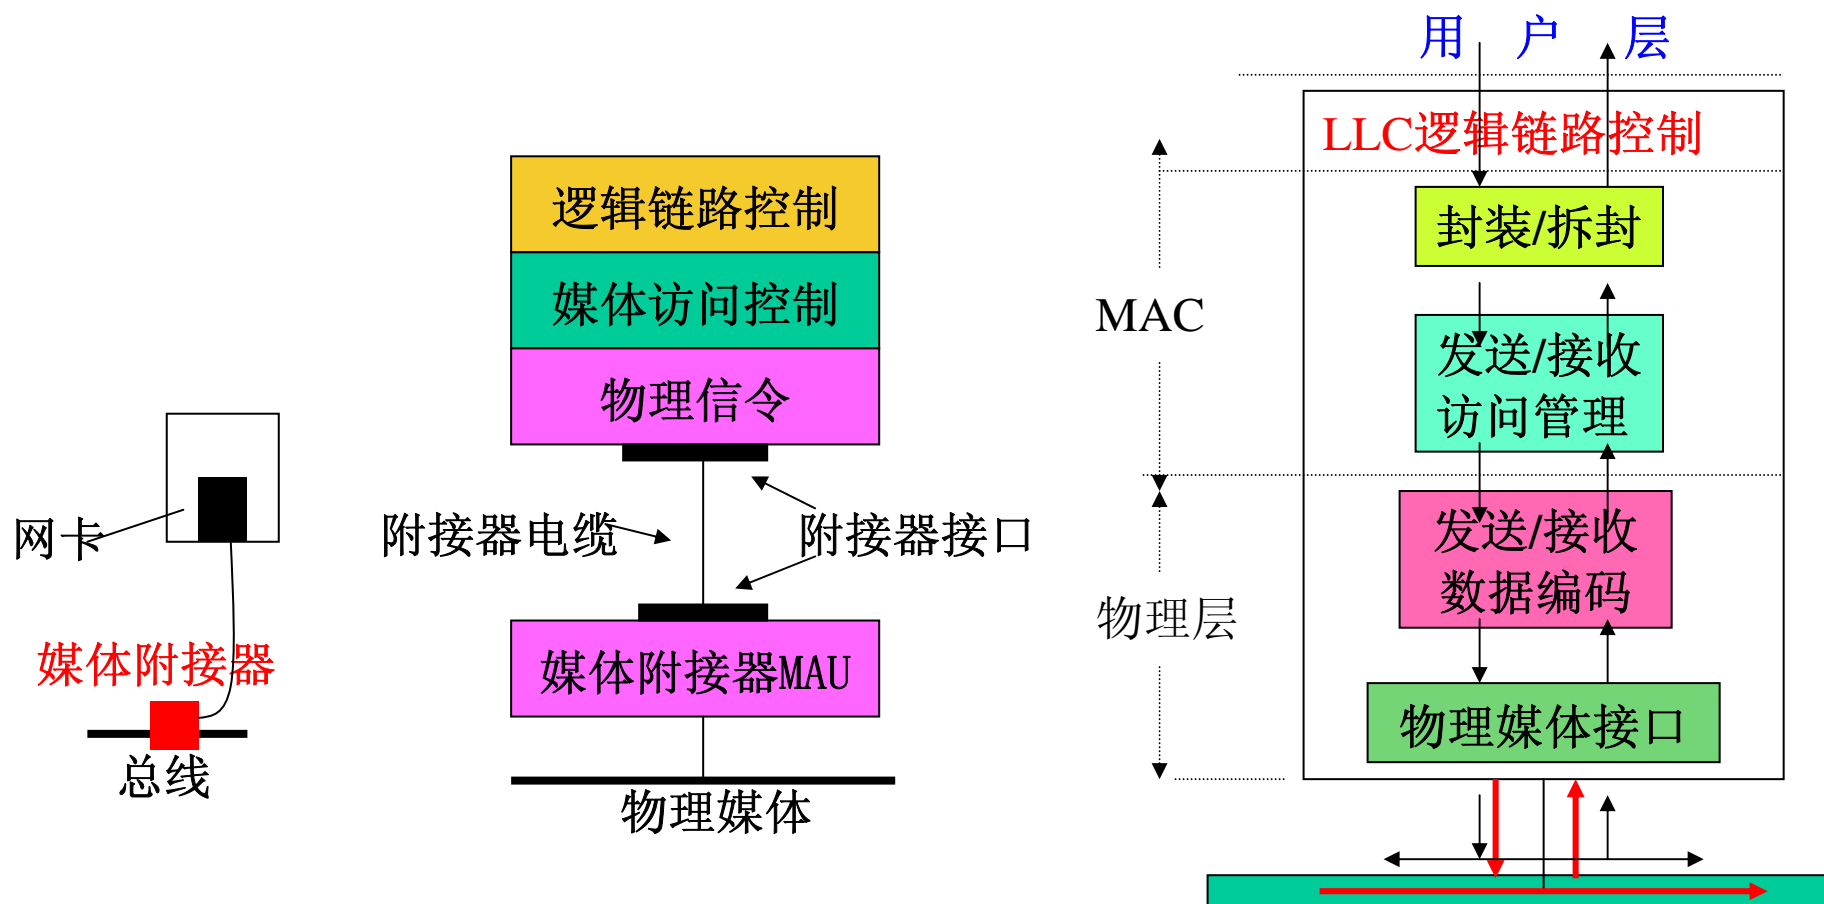 网卡
媒体附接器
总线
逻辑链路控制
媒体访问控制
物理信令
附接器电缆
附接器接口
媒体附接器MAU
物理媒体
用户层
LLC逻辑链路控制
MAC
封装/拆封
发送/接收
访问管理
物理层
发送/接收
数据编码
物理媒体接口